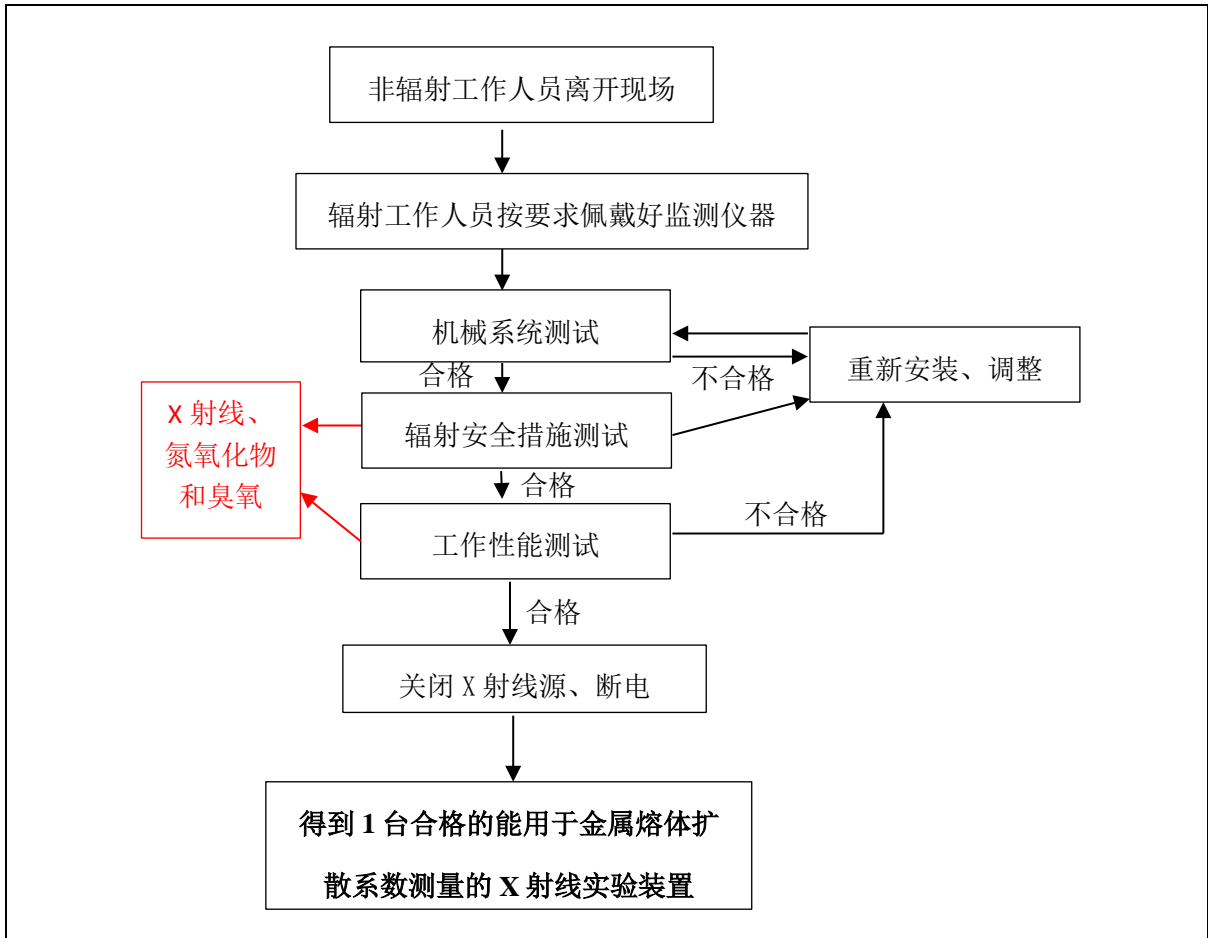 非辐射工作人员离开现场
辐射工作人员按要求佩戴好监测仪器
机械系统测试
合格
不合格
重新安装、调整
X 射线、
氮氧化物
和臭氧
辐射安全措施测试
合格
不合格
工作性能测试
合格
关闭 X 射线源、断电
得到 1 台合格的能用于金属熔体扩
散系数测量的 X 射线实验装置